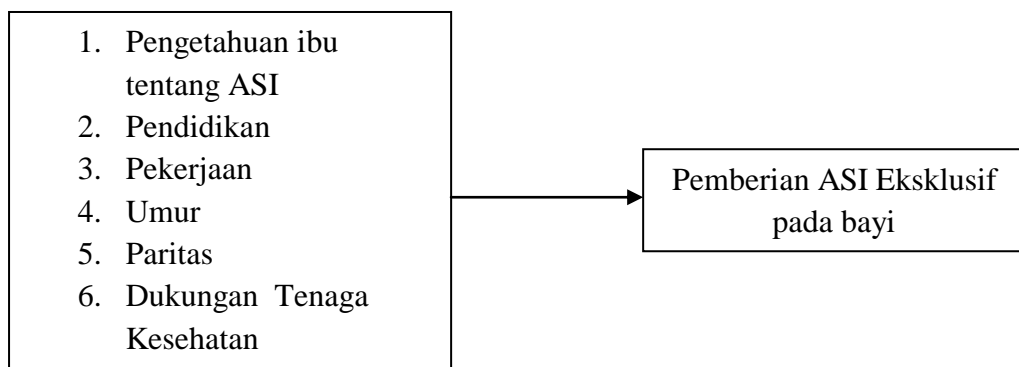 1. Pengetahuan ibu
tentang ASI
2. Pendidikan
3. Pekerjaan
4. Umur
5. Paritas
6. Dukungan Tenaga
Kesehatan
Pemberian ASI Eksklusif
pada bayi